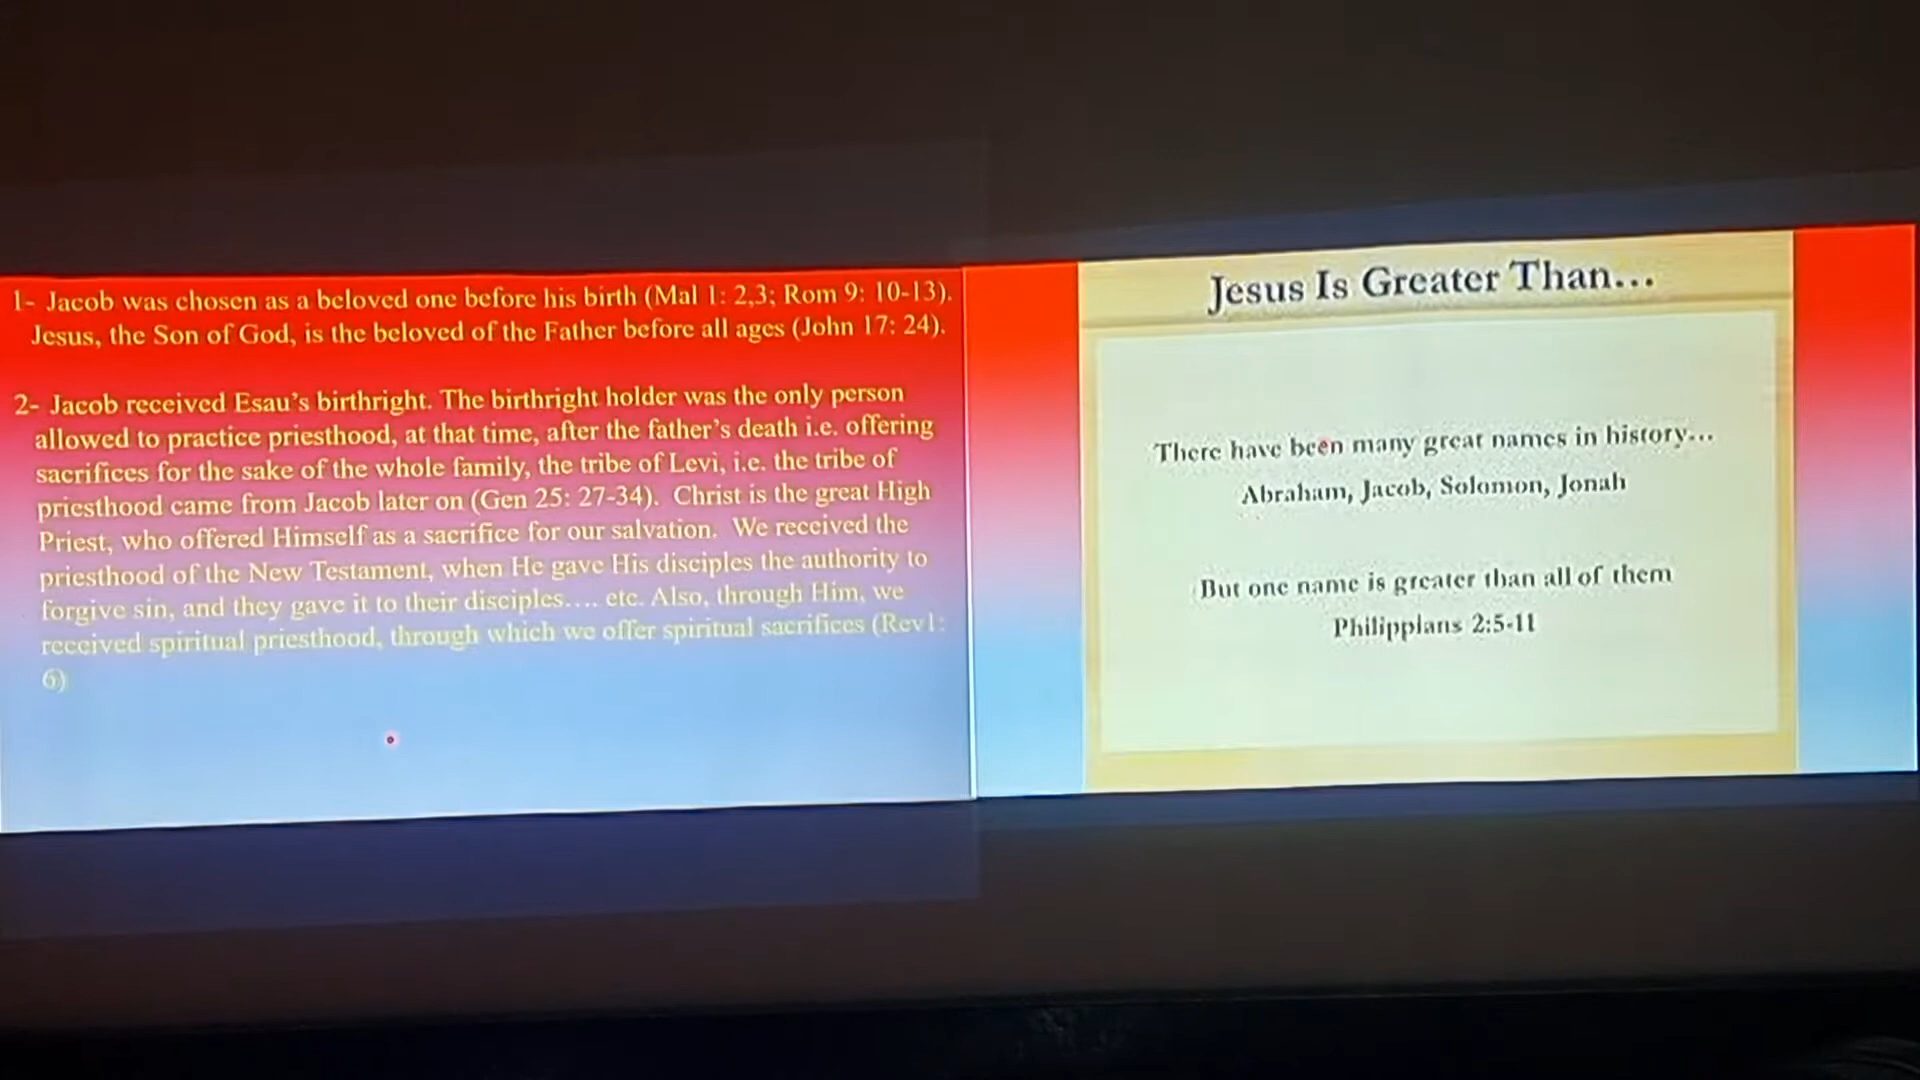 1- Jacob was chosen as a beloved one before his birth (Mal 1: 2,3; Rom 9: 10-13).
Jesus, the Son of God, is the beloved of the Father before all ages (John 17: 24).
2- Jacob received Esau's birthright. The birthright holder was the only person
allowed to practice priesthood, at that time, after the father's death i.e. offering
sacrifices for the sake of the whole family, the tribe of Levi, i.e. the tribe of
priesthood came from Jacob later on (Gen 25: 27-34). Christ is the great High
Priest, who offered Himself as a sacrifice for our salvation. We received the
priesthood of the New Testament, when He gave His disciples the authority to
forgive sin, and they gave it to their disciples.... etc. Also, through Him, we
received spiritual priesthood, through which we offer spiritual sacrifices (Rev1:
6)
Jesus Is Greater Than...
There have been many great names in history...
Abraham, Jacob, Solomon, Jonah
But one name is greater than all of them
Philippians 2:5-11